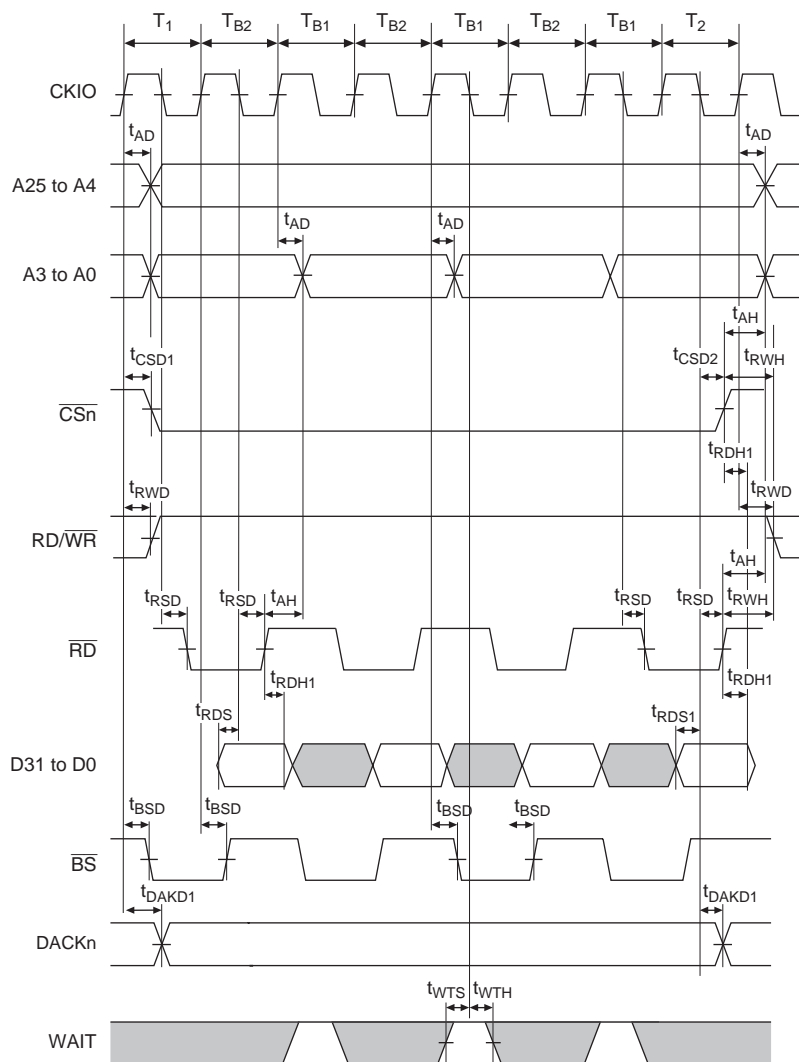 T1 TB2 TB1 TB2 TB1 TB2 TB1 T2
CKIO
tAD tAD
A25 to A4
tAD tAD
A3 to A0
tAH
tCSD1 tCSD2 tRWH
CSn
tRDH1
tRWD tRWD
RD/WR
tAH
tRSD tRSD tAH tRSD tRSD tRWH
RD
tRDH1 tRDH1
tRDS tRDS1
D31 to D0
tBSD tBSD tBSD tBSD
BS
tDAKD1 tDAKD1
DACKn
tWTS tWTH
WAIT